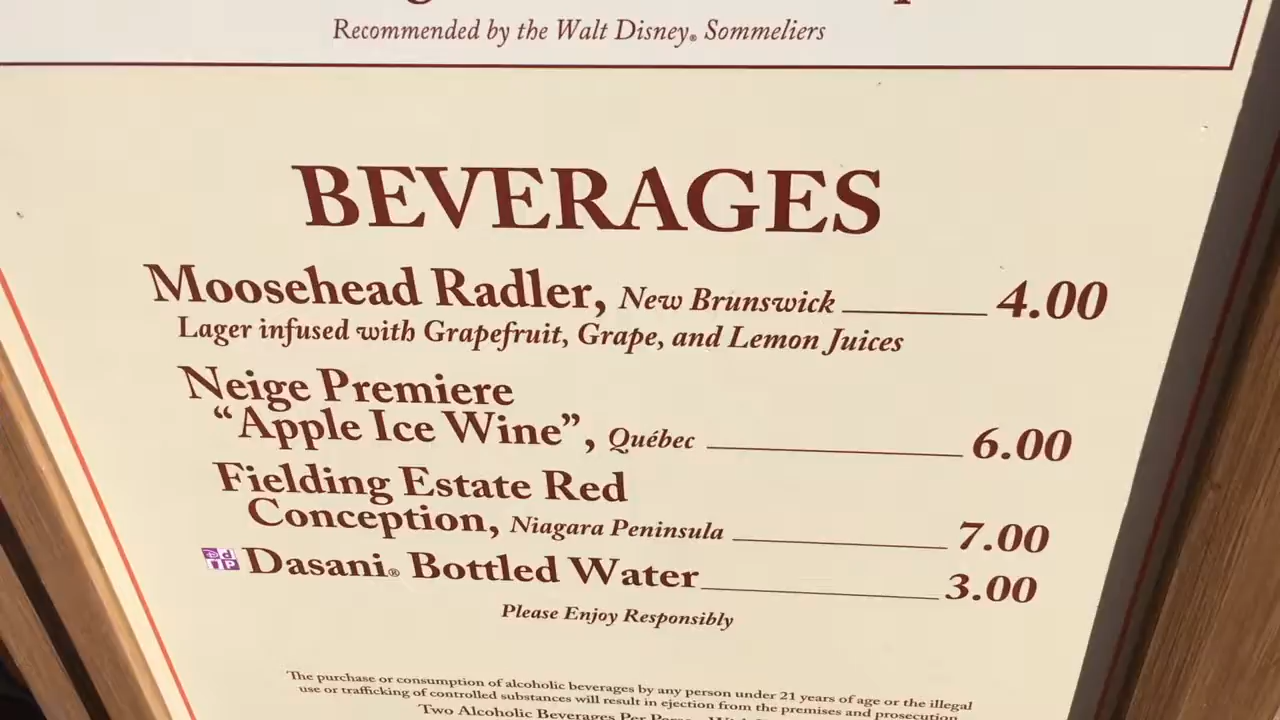 Recommended by the Walt Disney® Sommeliers
BEVERAGES
Moosehead Radler, New Brunswick 4.00
Lager infused with Grapefruit, Grape, and Lemon Juices
Neige Premiere
“Apple Ice Wine”, Québec 6.00
Fielding Estate Red
Conception, Niagara Peninsula 7.00
Dasani® Bottled Water 3.00
Please Enjoy Responsibly
The purchase or consumption of alcoholic beverages by any person under 21 years of age or the illegal
use or trafficking of controlled substances will result in ejection from the premises and prosecution
Two Alcoholic Beverages Per